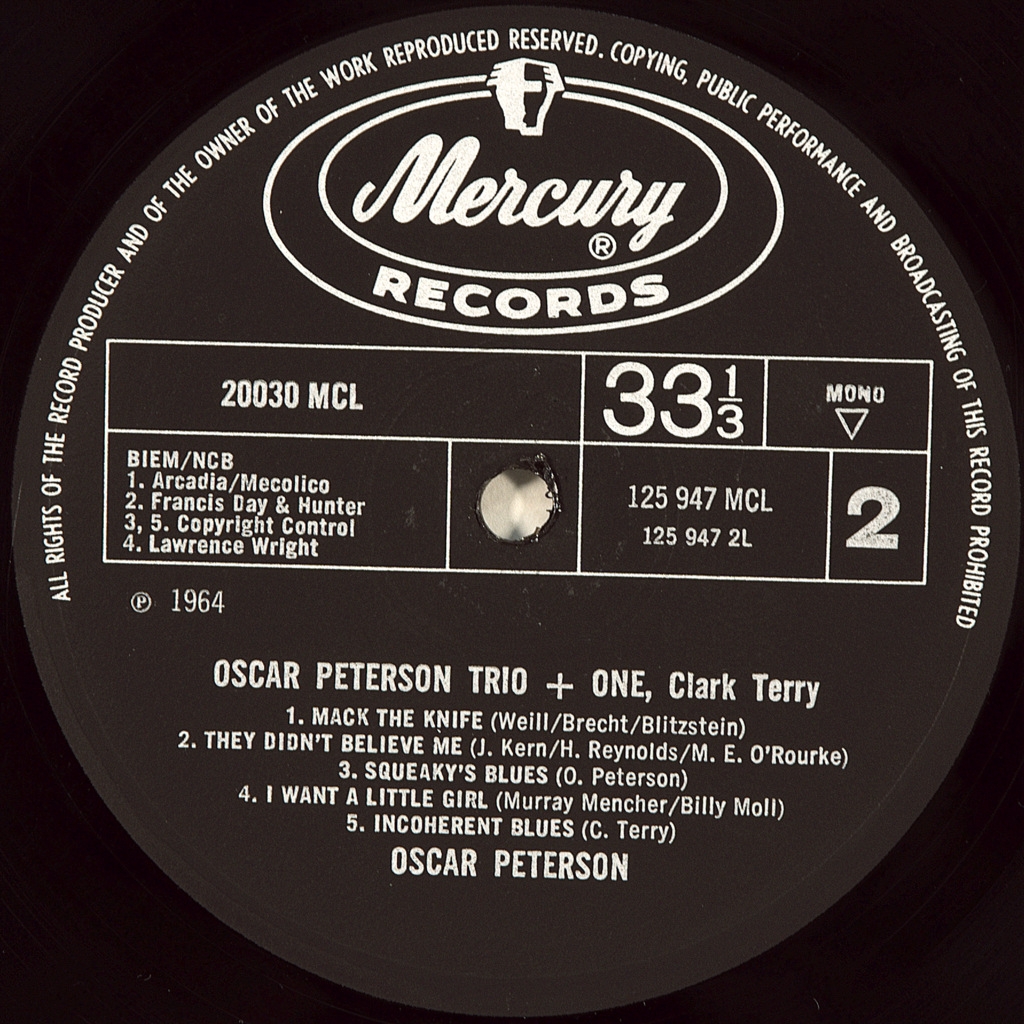 ALL RIGHTS OF THE RECORD PRODUCER AND OF THE OWNER OF THE WORK REPRODUCED RESERVED. COPYING, PUBLIC PERFORMANCE AND BROADCASTING OF THIS RECORD PROHIBITED
Mercury
®
RECORDS
20030 MCL
33 1/3
MONO
BIEM/NCB
1. Arcadia/Mecolico
2. Francis Day & Hunter
3, 5. Copyright Control
4. Lawrence Wright
125 947 MCL
125 947 2L
2
℗ 1964
OSCAR PETERSON TRIO + ONE, Clark Terry
1. MACK THE KNIFE (Weill/Brecht/Blitzstein)
2. THEY DIDN'T BELIEVE ME (J. Kern/H. Reynolds/M. E. O'Rourke)
3. SQUEAKY'S BLUES (O. Peterson)
4. I WANT A LITTLE GIRL (Murray Mencher/Billy Moll)
5. INCOHERENT BLUES (C. Terry)
OSCAR PETERSON